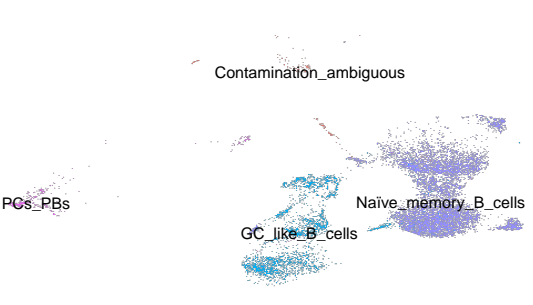 Contamination_ambiguous
PCs_PBs
Naïve_memory_B_cells
GC_like_B_cells